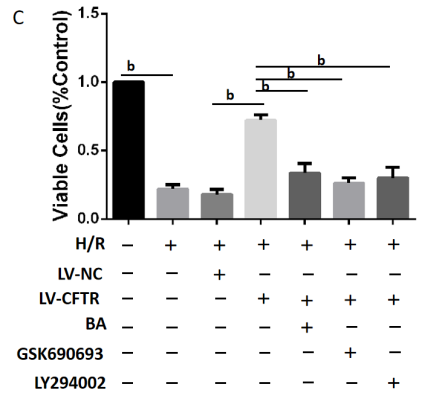 C
Viable Cells(%Control)
1.5
1.0
0.5
0.0
b
b
b
b
b
H/R − + + + + + +
LV-NC − − + − − − −
LV-CFTR − − − + + + +
BA − − − − + − −
GSK690693 − − − − − + −
LY294002 − − − − − − +